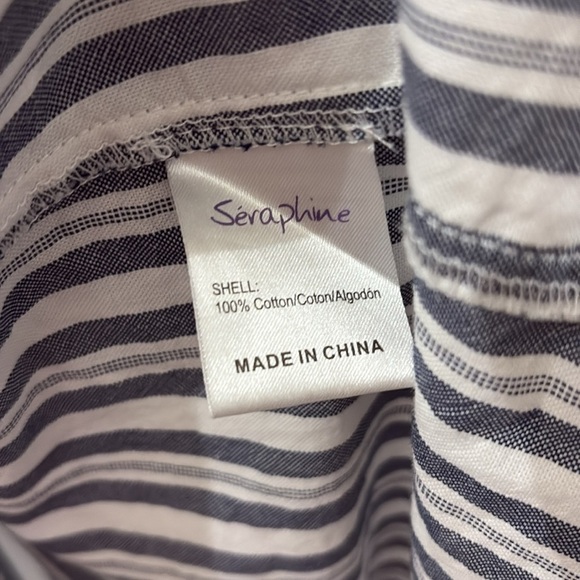 Séraphine
SHELL:
100% Cotton/Coton/Algodón
MADE IN CHINA